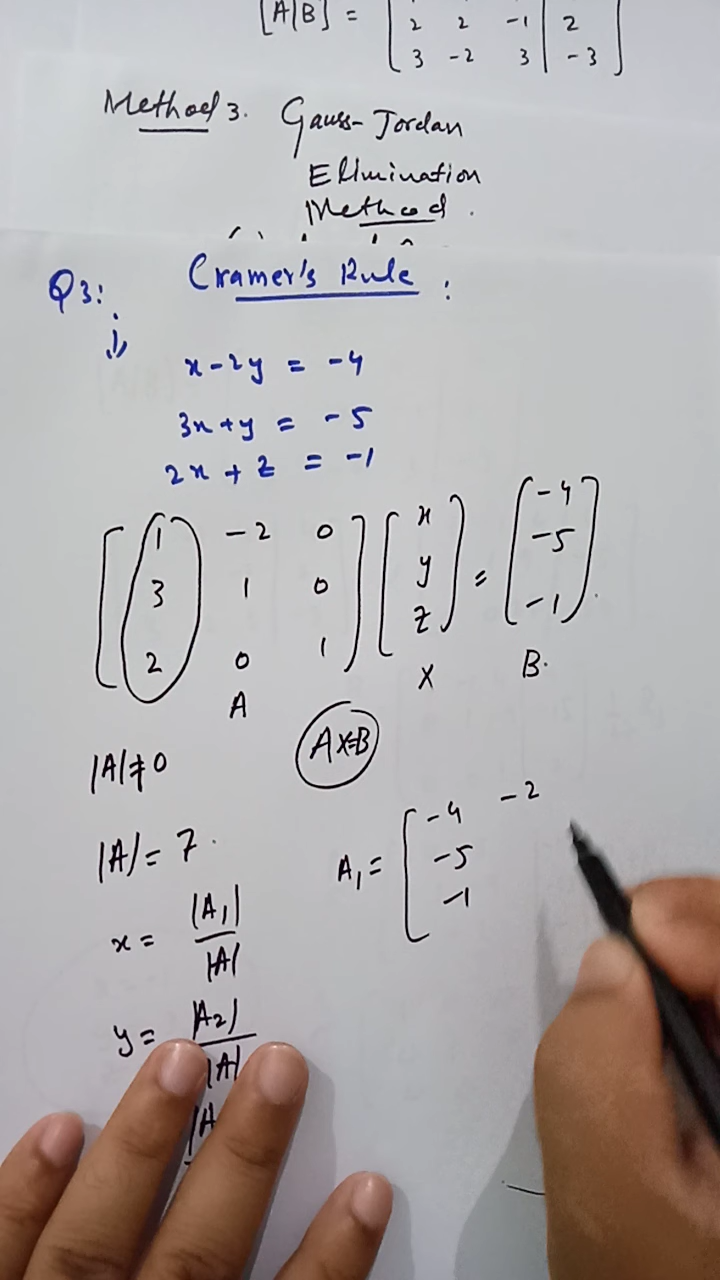 [A|B] =
2 2 -1 | 2
3 -2 3 | -3
Method 3. Gauss-Jordan
Elimination
Method.
Q3: Cramer's Rule :
x - 2y = -4
3x + y = -5
2x + z = -1
1 -2 0 x -4
3 1 0 y = -5
2 0 1 z -1
A X B.
|A| ≠ 0 AX=B
|A| = 7.
A₁ = -4 -2
-5
-1
x = |A₁| / |A|
y = |A₂| / |A|
|A